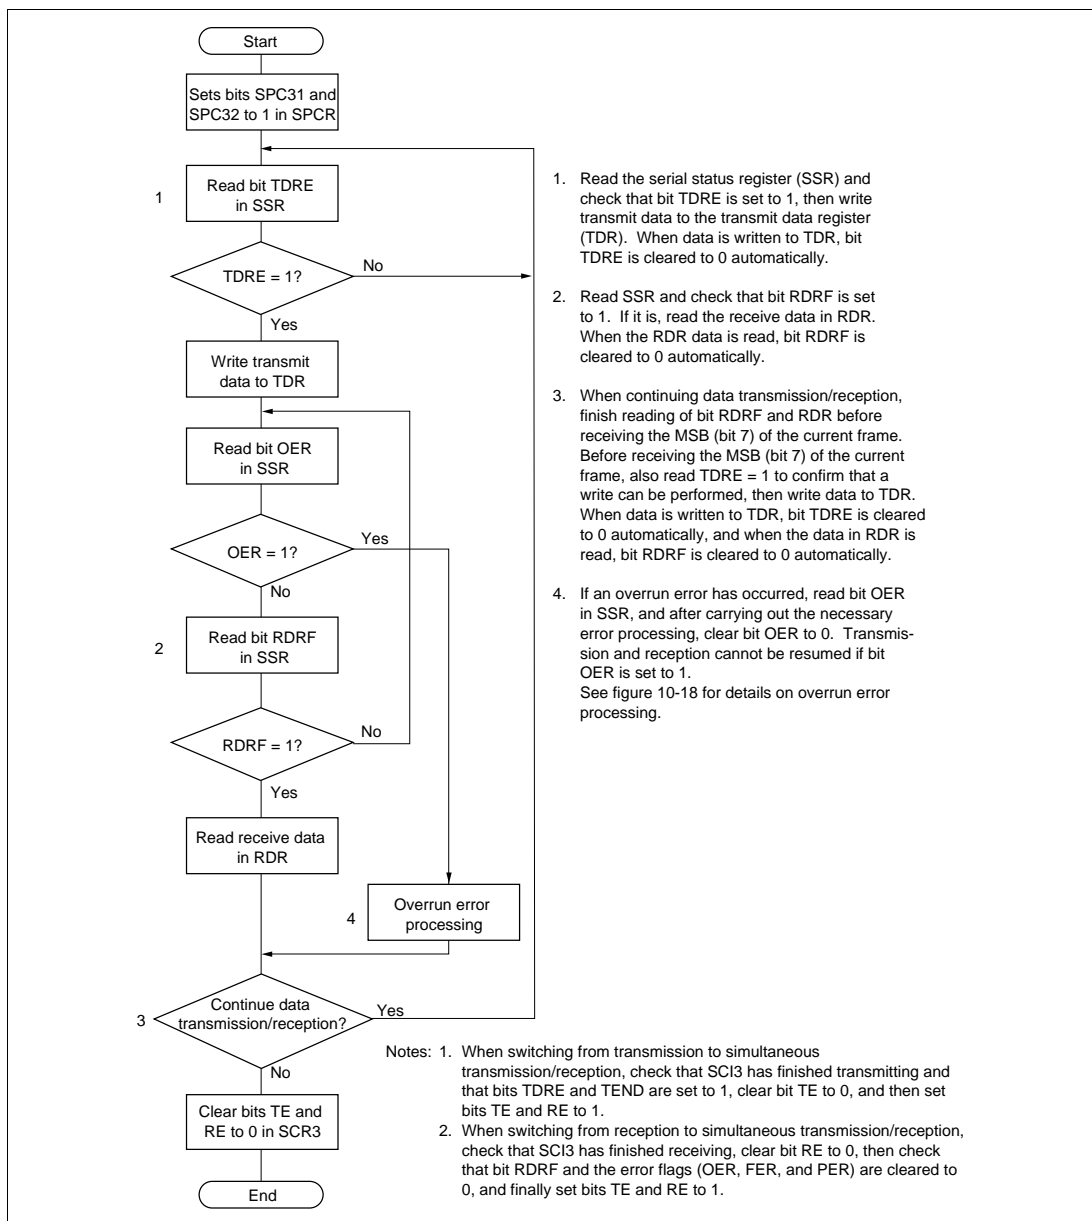 Start
Sets bits SPC31 and
SPC32 to 1 in SPCR
1
Read bit TDRE
in SSR
TDRE = 1?
No
Yes
Write transmit
data to TDR
Read bit OER
in SSR
OER = 1?
Yes
No
2
Read bit RDRF
in SSR
RDRF = 1?
No
Yes
Read receive data
in RDR
4
Overrun error
processing
3
Continue data
transmission/reception?
Yes
No
Clear bits TE and
RE to 0 in SCR3
End
1. Read the serial status register (SSR) and
check that bit TDRE is set to 1, then write
transmit data to the transmit data register
(TDR). When data is written to TDR, bit
TDRE is cleared to 0 automatically.
2. Read SSR and check that bit RDRF is set
to 1. If it is, read the receive data in RDR.
When the RDR data is read, bit RDRF is
cleared to 0 automatically.
3. When continuing data transmission/reception,
finish reading of bit RDRF and RDR before
receiving the MSB (bit 7) of the current frame.
Before receiving the MSB (bit 7) of the current
frame, also read TDRE = 1 to confirm that a
write can be performed, then write data to TDR.
When data is written to TDR, bit TDRE is cleared
to 0 automatically, and when the data in RDR is
read, bit RDRF is cleared to 0 automatically.
4. If an overrun error has occurred, read bit OER
in SSR, and after carrying out the necessary
error processing, clear bit OER to 0. Transmis-
sion and reception cannot be resumed if bit
OER is set to 1.
See figure 10-18 for details on overrun error
processing.
Notes: 1. When switching from transmission to simultaneous
transmission/reception, check that SCI3 has finished transmitting and
that bits TDRE and TEND are set to 1, clear bit TE to 0, and then set
bits TE and RE to 1.
2. When switching from reception to simultaneous transmission/reception,
check that SCI3 has finished receiving, clear bit RE to 0, then check
that bit RDRF and the error flags (OER, FER, and PER) are cleared to
0, and finally set bits TE and RE to 1.